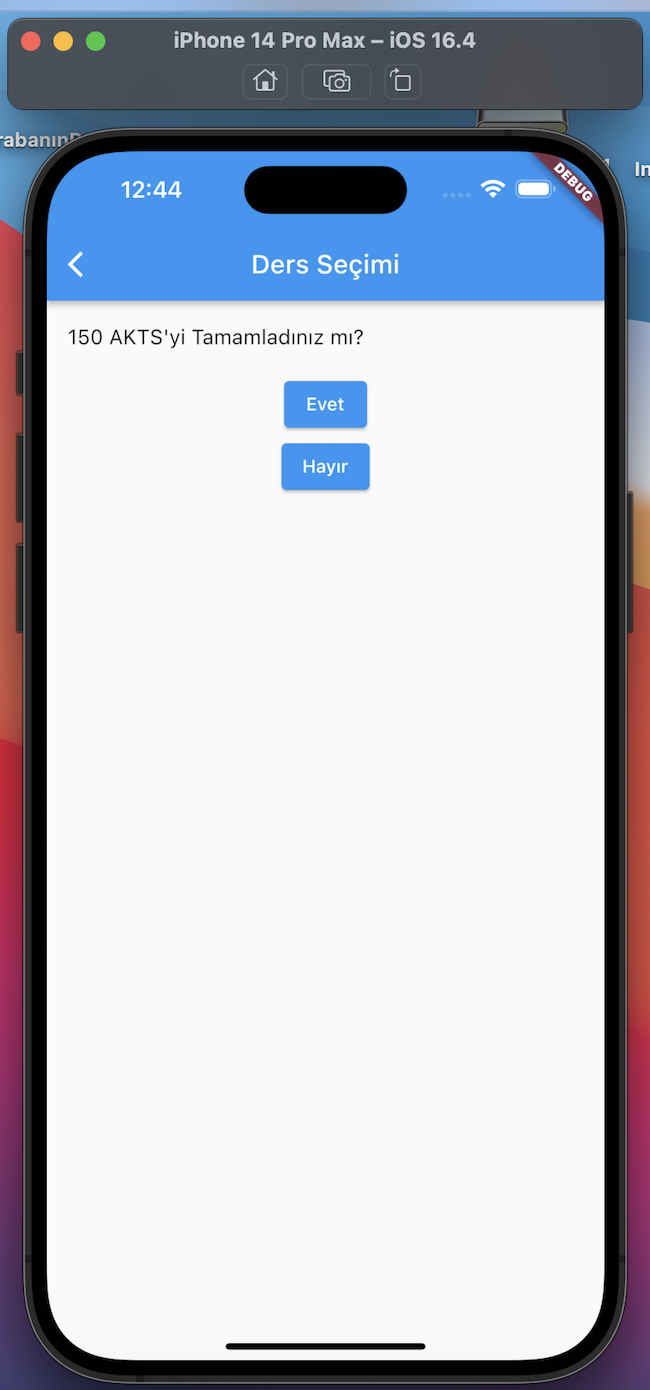 iPhone 14 Pro Max – iOS 16.4
12:44
DEBUG
Ders Seçimi
150 AKTS'yi Tamamladınız mı?
Evet
Hayır